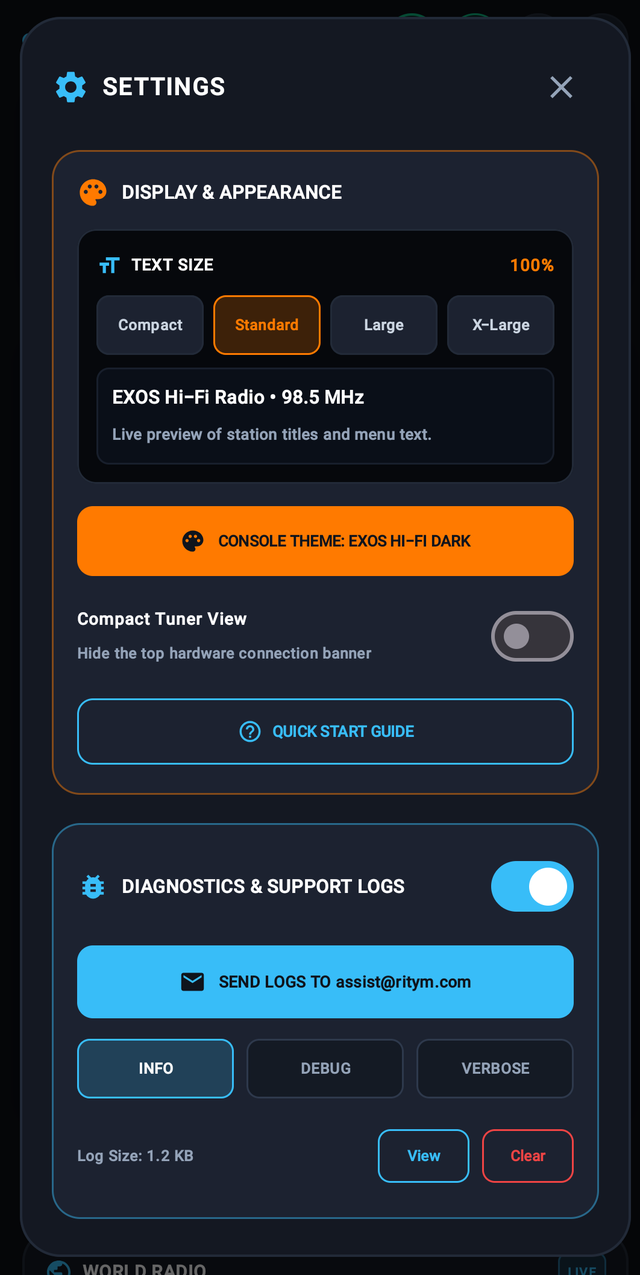 SETTINGS
DISPLAY & APPEARANCE
TEXT SIZE
100%
Compact
Standard
Large
X-Large
EXOS Hi-Fi Radio • 98.5 MHz
Live preview of station titles and menu text.
CONSOLE THEME: EXOS HI-FI DARK
Compact Tuner View
Hide the top hardware connection banner
QUICK START GUIDE
DIAGNOSTICS & SUPPORT LOGS
SEND LOGS TO assist@ritym.com
INFO
DEBUG
VERBOSE
Log Size: 1.2 KB
View
Clear
WORLD RADIO
LIVE